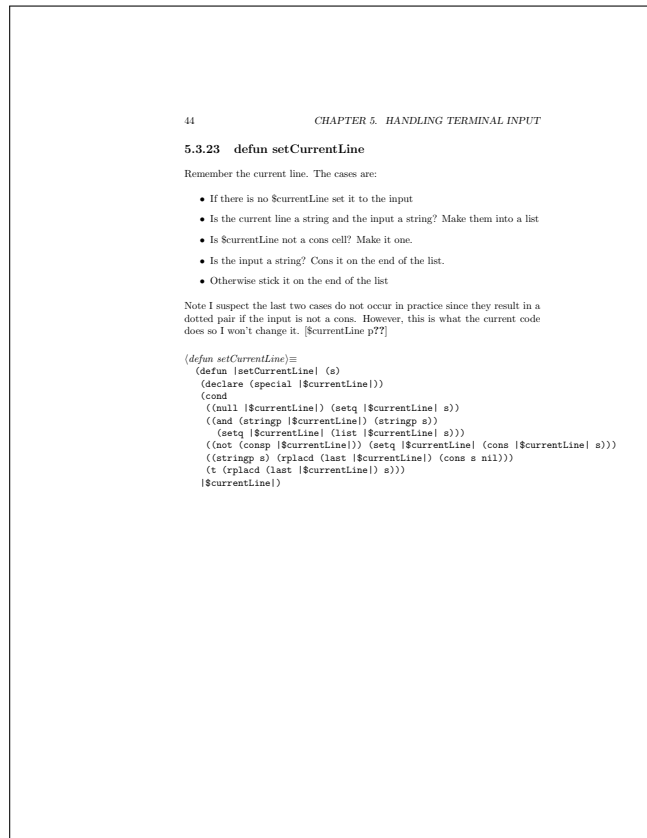 44 CHAPTER 5. HANDLING TERMINAL INPUT
5.3.23 defun setCurrentLine
Remember the current line. The cases are:
• If there is no $currentLine set it to the input
• Is the current line a string and the input a string? Make them into a list
• Is $currentLine not a cons cell? Make it one.
• Is the input a string? Cons it on the end of the list.
• Otherwise stick it on the end of the list
Note I suspect the last two cases do not occur in practice since they result in a
dotted pair if the input is not a cons. However, this is what the current code
does so I won't change it. [$currentLine p??]
⟨defun setCurrentLine⟩≡
(defun |setCurrentLine| (s)
(declare (special |$currentLine|))
(cond
((null |$currentLine|) (setq |$currentLine| s))
((and (stringp |$currentLine|) (stringp s))
(setq |$currentLine| (list |$currentLine| s)))
((not (consp |$currentLine|)) (setq |$currentLine| (cons |$currentLine| s)))
((stringp s) (rplacd (last |$currentLine|) (cons s nil)))
(t (rplacd (last |$currentLine|) s)))
|$currentLine|)